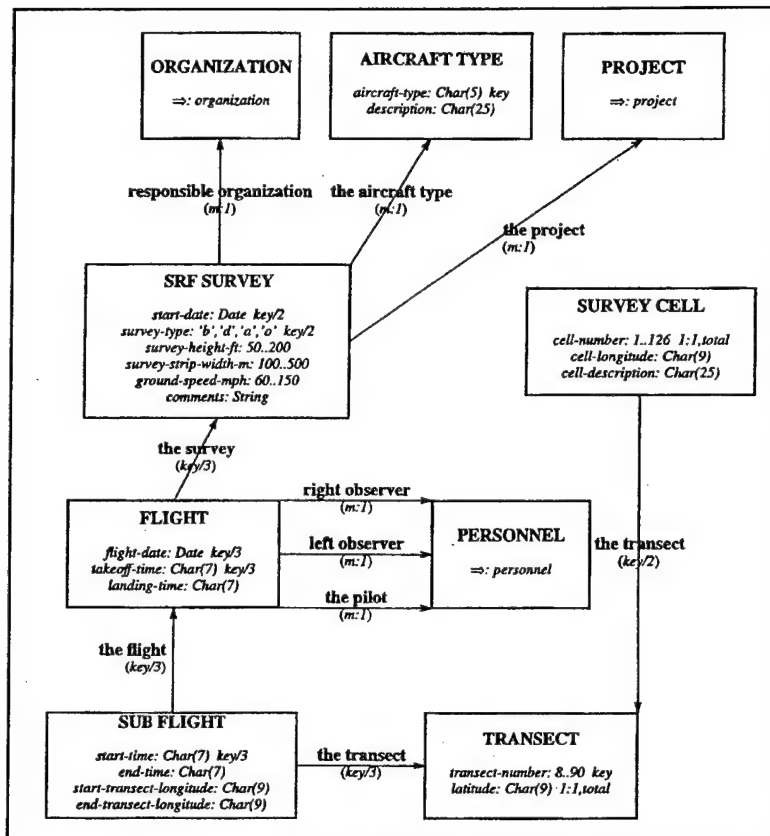 ORGANIZATION
⇒: organization
AIRCRAFT TYPE
aircraft-type: Char(5) key
description: Char(25)
PROJECT
⇒: project
responsible organization
(m:1)
the aircraft type
(m:1)
the project
(m:1)
SRF SURVEY
start-date: Date key/2
survey-type: 'b','d','a','o' key/2
survey-height-ft: 50..200
survey-strip-width-m: 100..500
ground-speed-mph: 60..150
comments: String
SURVEY CELL
cell-number: 1..126 1:1,total
cell-longitude: Char(9)
cell-description: Char(25)
the survey
(key/3)
FLIGHT
flight-date: Date key/3
takeoff-time: Char(7) key/3
landing-time: Char(7)
right observer
(m:1)
left observer
(m:1)
the pilot
(m:1)
PERSONNEL
⇒: personnel
the transect
(key/2)
the flight
(key/3)
SUB FLIGHT
start-time: Char(7) key/3
end-time: Char(7)
start-transect-longitude: Char(9)
end-transect-longitude: Char(9)
the transect
(key/3)
TRANSECT
transect-number: 8..90 key
latitude: Char(9) 1:1,total